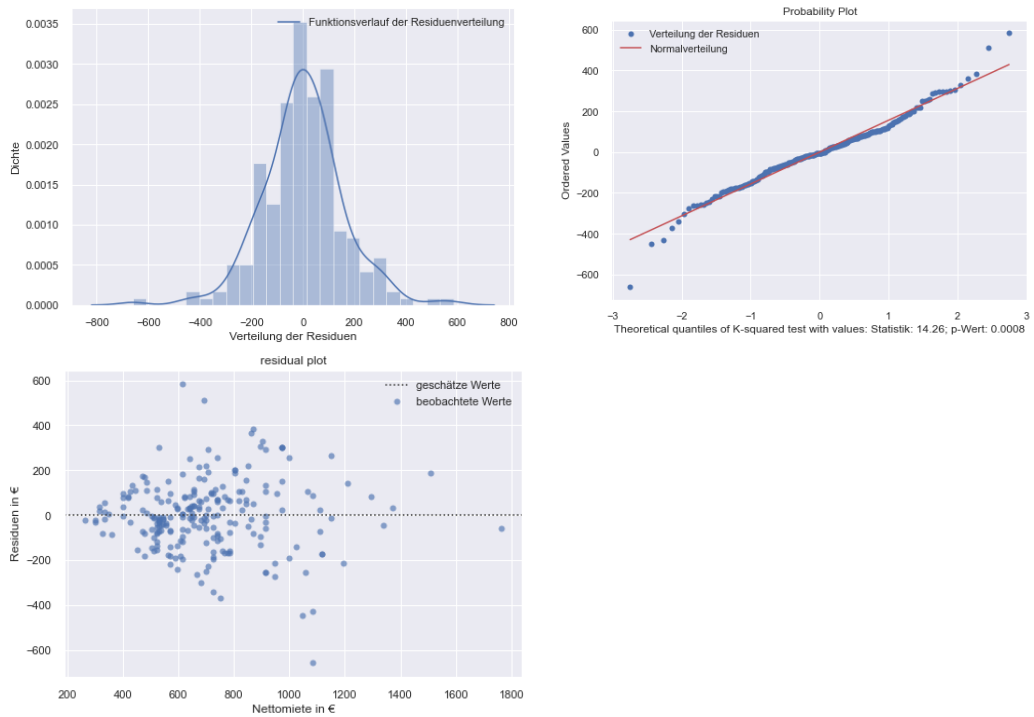 Funktionsverlauf der Residuenverteilung
0.0035
0.0030
0.0025
0.0020
0.0015
0.0010
0.0005
0.0000
Dichte
−800 −600 −400 −200 0 200 400 600 800
Verteilung der Residuen
Probability Plot
Verteilung der Residuen
Normalverteilung
600
400
200
0
−200
−400
−600
Ordered Values
−3 −2 −1 0 1 2 3
Theoretical quantiles of K-squared test with values: Statistik: 14.26; p-Wert: 0.0008
residual plot
geschätze Werte
beobachtete Werte
600
400
200
0
−200
−400
−600
Residuen in €
200 400 600 800 1000 1200 1400 1600 1800
Nettomiete in €